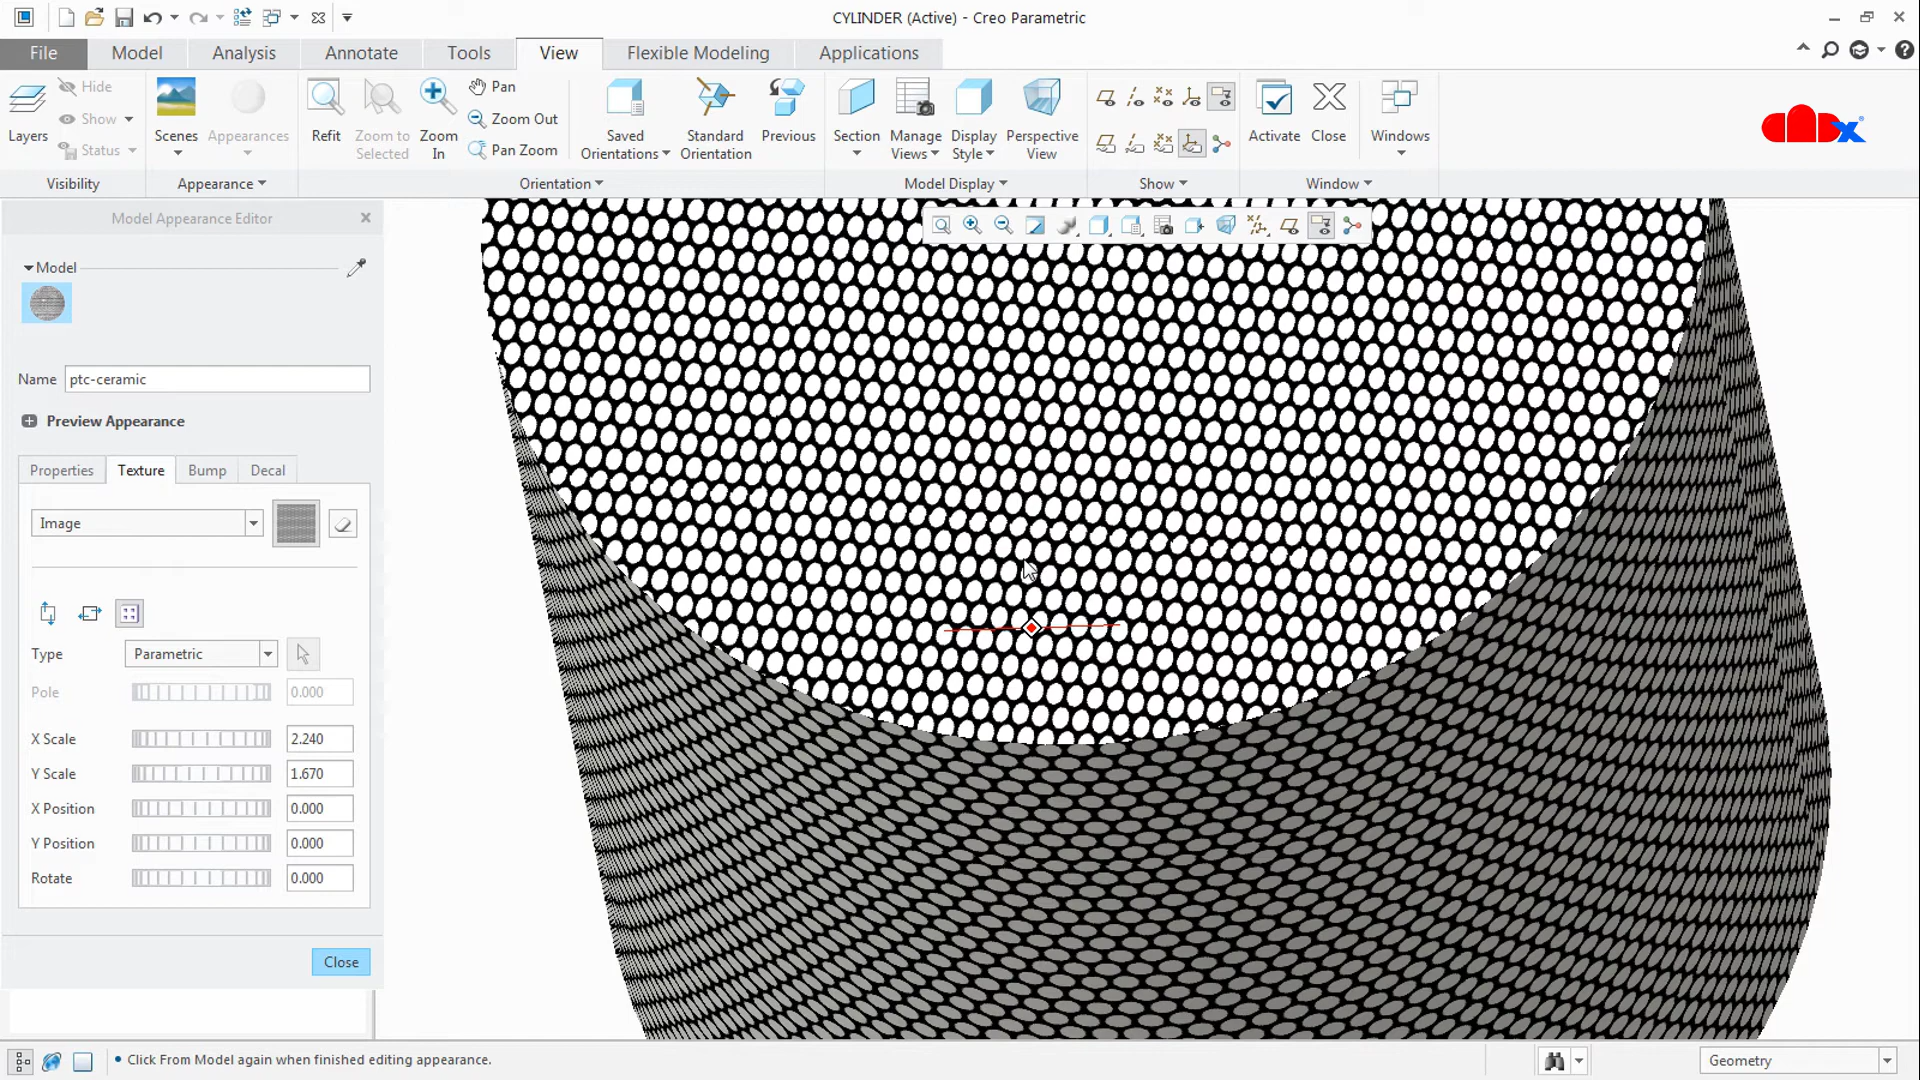 CYLINDER (Active) - Creo Parametric
File Model Analysis Annotate Tools View Flexible Modeling Applications
Layers
Hide
Show
Status
Scenes
Appearances
Refit
Zoom to
Selected
Zoom
In
Pan
Zoom Out
Pan Zoom
Saved
Orientations
Standard
Orientation
Previous
Section
Manage
Views
Display
Style
Perspective
View
Activate
Close
Windows
Visibility Appearance Orientation Model Display Show Window
Model Appearance Editor
Model
Name ptc-ceramic
Preview Appearance
Properties Texture Bump Decal
Image
Type Parametric
Pole 0.000
X Scale 2.240
Y Scale 1.670
X Position 0.000
Y Position 0.000
Rotate 0.000
Close
• Click From Model again when finished editing appearance.
Geometry